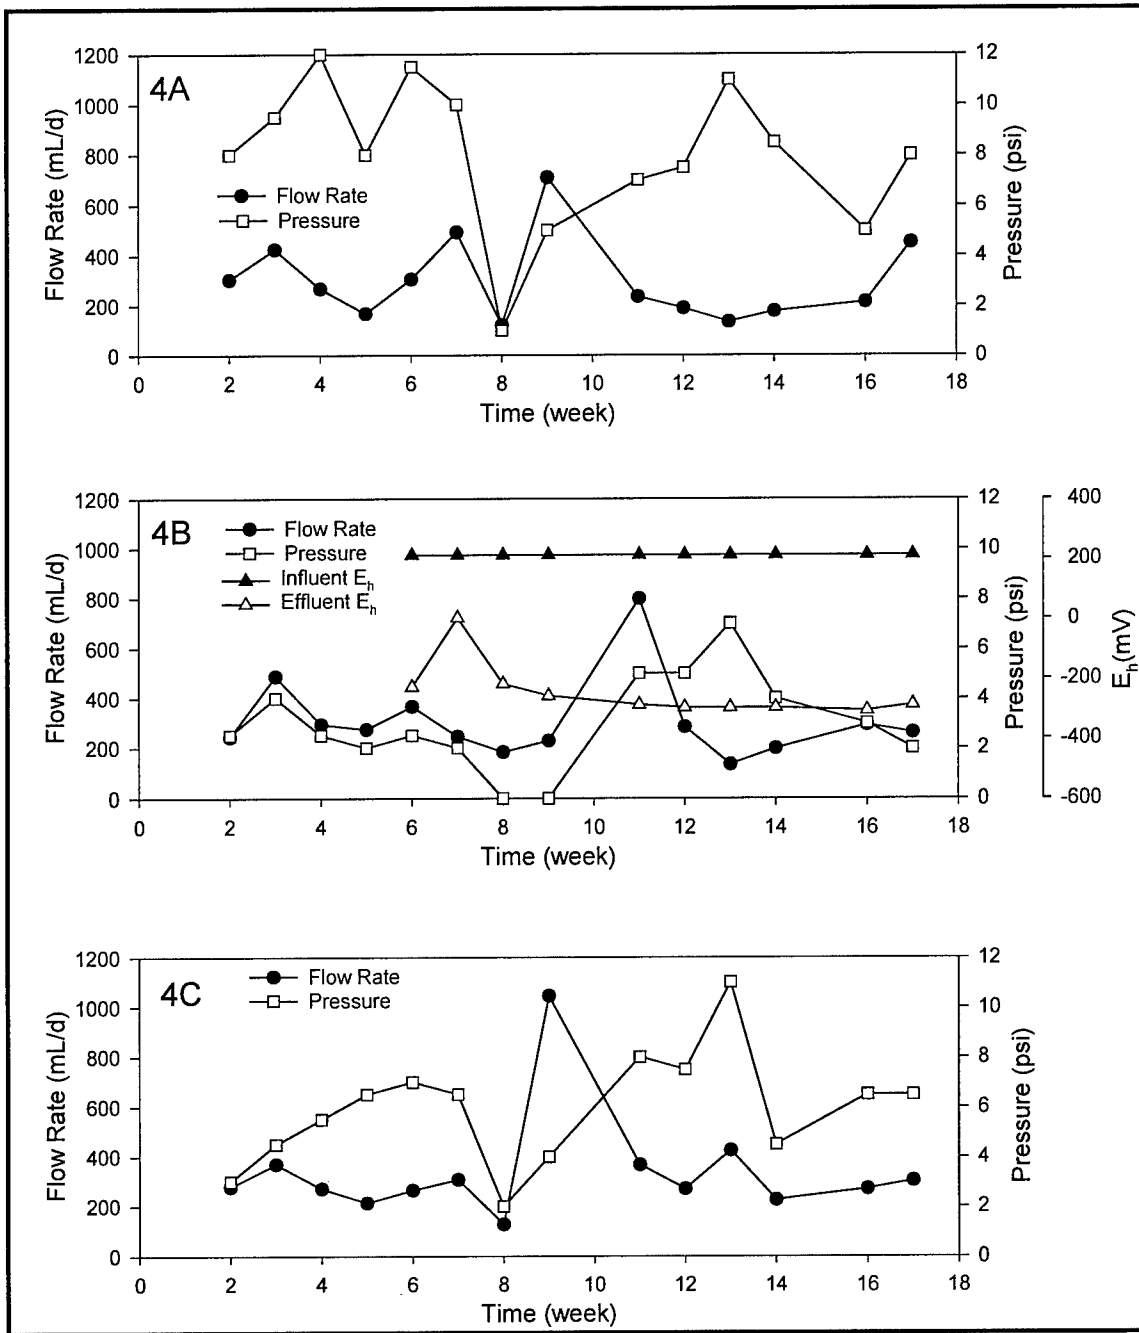 4A
Flow Rate (mL/d)
1200
1000
800
600
400
200
0
Flow Rate
Pressure
12
10
8
6
4
2
0
Pressure (psi)
0 2 4 6 8 10 12 14 16 18
Time (week)
4B
Flow Rate (mL/d)
1200
1000
800
600
400
200
0
Flow Rate
Pressure
Influent Eh
Effluent Eh
12
10
8
6
4
2
0
Pressure (psi)
400
200
0
-200
-400
-600
Eh(mV)
0 2 4 6 8 10 12 14 16 18
Time (week)
4C
Flow Rate (mL/d)
1200
1000
800
600
400
200
0
Flow Rate
Pressure
12
10
8
6
4
2
0
Pressure (psi)
0 2 4 6 8 10 12 14 16 18
Time (week)